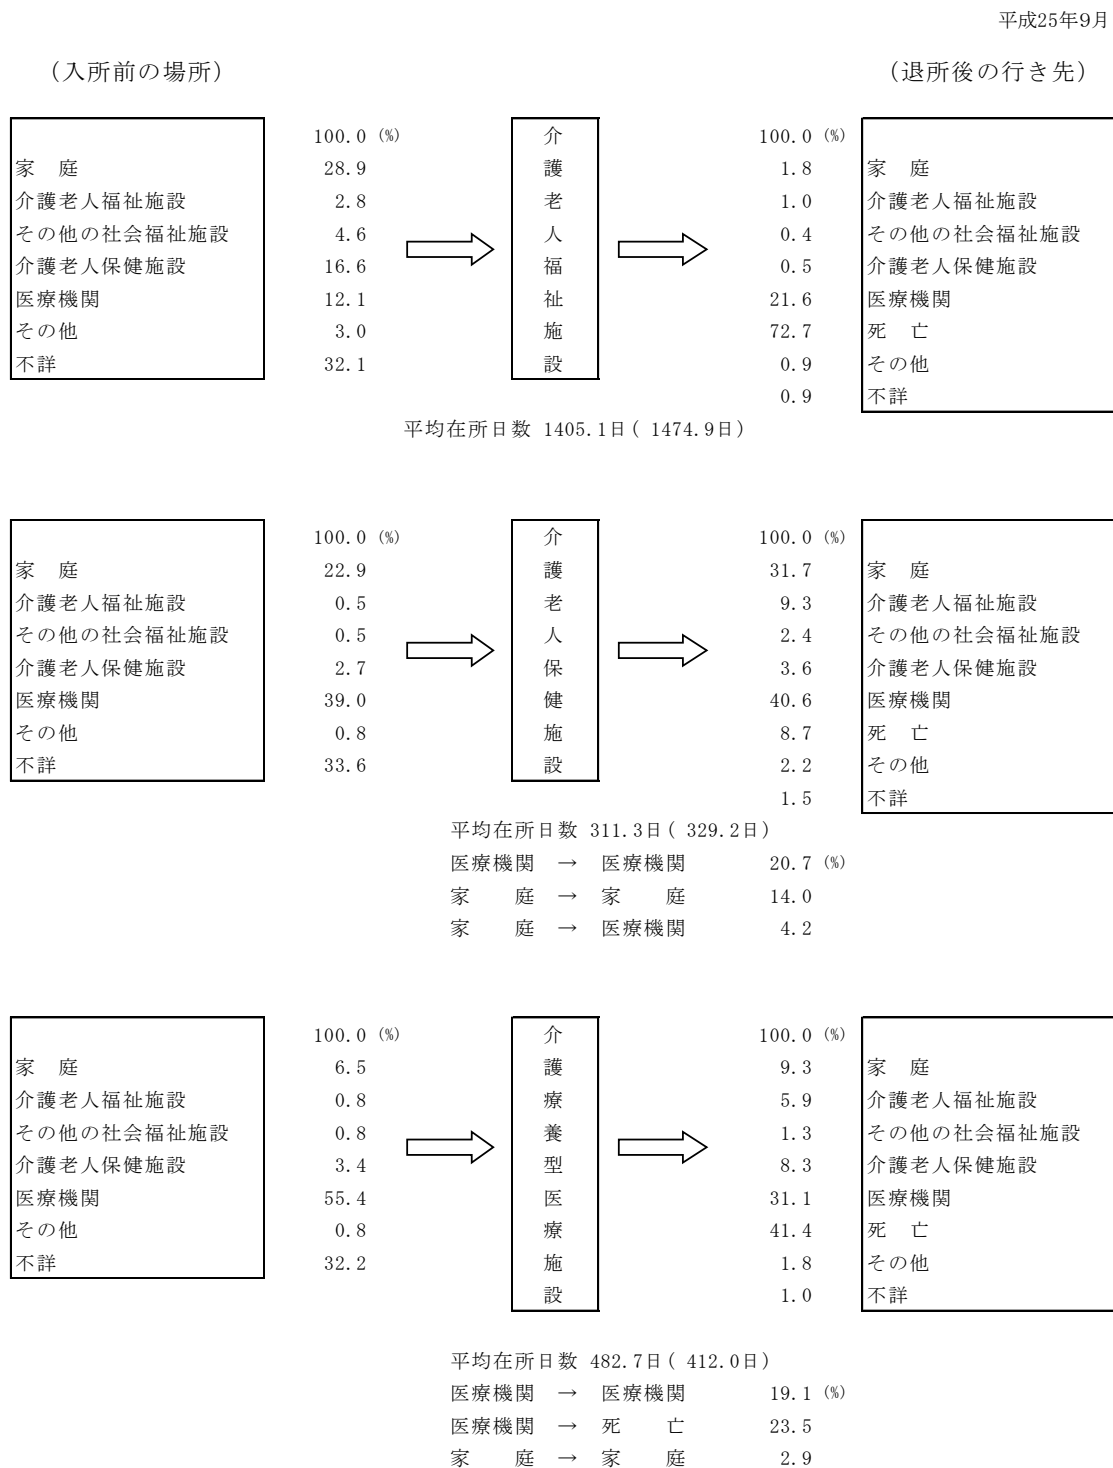 平成25年9月
（入所前の場所）　（退所後の行き先）
100.0 (%)　介　100.0 (%)
家　庭　28.9　護　1.8　家　庭
介護老人福祉施設　2.8　老　1.0　介護老人福祉施設
その他の社会福祉施設　4.6　人　0.4　その他の社会福祉施設
介護老人保健施設　16.6　福　0.5　介護老人保健施設
医療機関　12.1　祉　21.6　医療機関
その他　3.0　施　72.7　死　亡
不詳　32.1　設　0.9　その他
0.9　不詳
平均在所日数 1405.1日( 1474.9日)
100.0 (%)　介　100.0 (%)
家　庭　22.9　護　31.7　家　庭
介護老人福祉施設　0.5　老　9.3　介護老人福祉施設
その他の社会福祉施設　0.5　人　2.4　その他の社会福祉施設
介護老人保健施設　2.7　保　3.6　介護老人保健施設
医療機関　39.0　健　40.6　医療機関
その他　0.8　施　8.7　死　亡
不詳　33.6　設　2.2　その他
1.5　不詳
平均在所日数 311.3日( 329.2日)
医療機関　→　医療機関　20.7 (%)
家　庭　→　家　庭　14.0
家　庭　→　医療機関　4.2
100.0 (%)　介　100.0 (%)
家　庭　6.5　護　9.3　家　庭
介護老人福祉施設　0.8　療　5.9　介護老人福祉施設
その他の社会福祉施設　0.8　養　1.3　その他の社会福祉施設
介護老人保健施設　3.4　型　8.3　介護老人保健施設
医療機関　55.4　医　31.1　医療機関
その他　0.8　療　41.4　死　亡
不詳　32.2　施　1.8　その他
設　1.0　不詳
平均在所日数 482.7日( 412.0日)
医療機関　→　医療機関　19.1 (%)
医療機関　→　死　亡　23.5
家　庭　→　家　庭　2.9